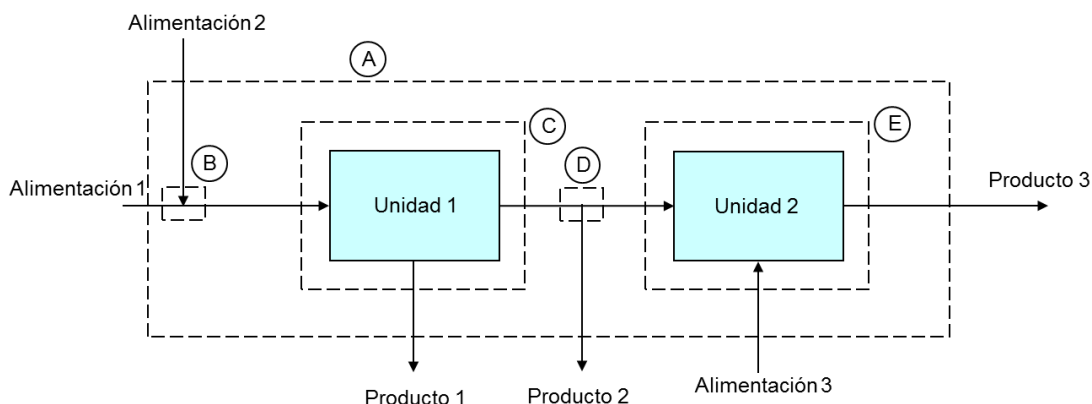 Alimentación 2
A
B
C
D
E
Alimentación 1
Unidad 1
Unidad 2
Producto 3
Producto 1
Producto 2
Alimentación 3